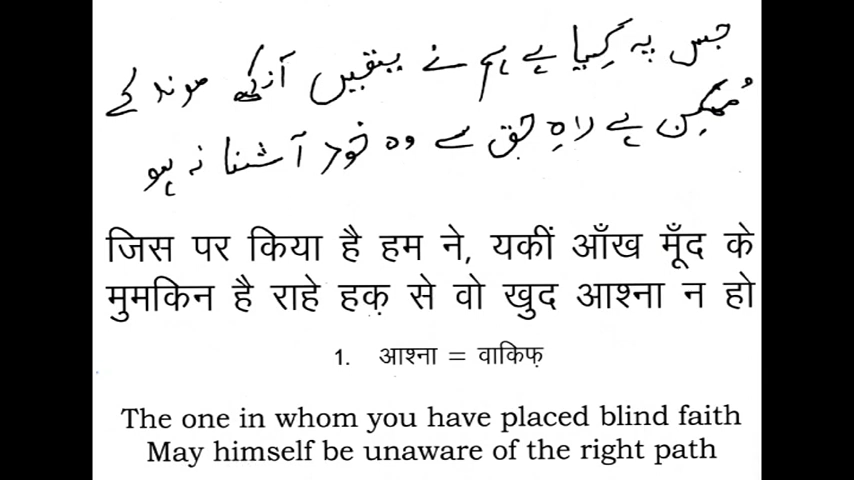 جس پہ کِیا ہے ہم نے یقیں آنکھ موند کے
مُمکِن ہے راہِ حق سے وہ خود آشنا نہ ہو
जिस पर किया है हम ने, यकीं आँख मूँद के
मुमकिन है राहे हक़ से वो खुद आश्ना न हो
1. आश्ना = वाकिफ़
The one in whom you have placed blind faith
May himself be unaware of the right path